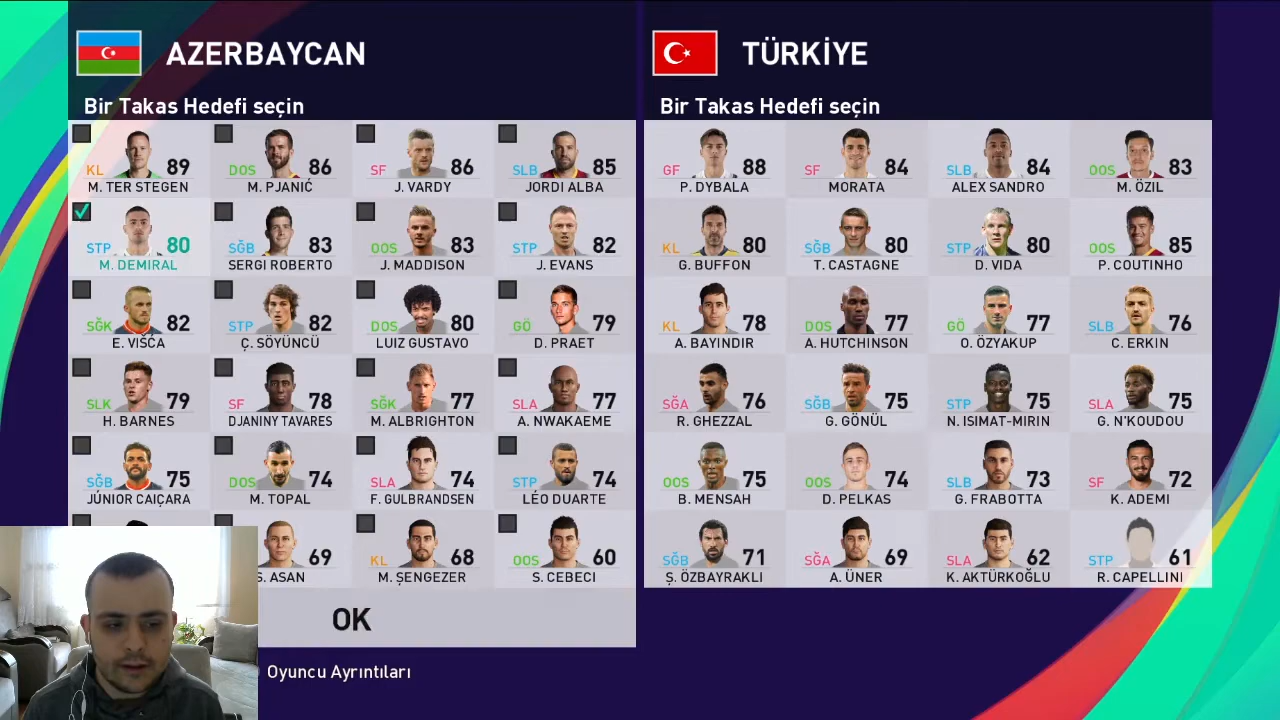 AZERBAYCAN
Bir Takas Hedefi seçin
KL 89 DOS 86 SF 86 SLB 85
M. TER STEGEN M. PJANIĆ J. VARDY JORDI ALBA
STP 80 SĞB 83 OOS 83 STP 82
M. DEMIRAL SERGI ROBERTO J. MADDISON J. EVANS
SĞK 82 STP 82 DOS 80 GÖ 79
E. VIŠĆA Ç. SÖYÜNCÜ LUIZ GUSTAVO D. PRAET
SLK 79 SF 78 SĞK 77 SLA 77
H. BARNES DJANINY TAVARES M. ALBRIGHTON A. NWAKAEME
SĞB 75 DOS 74 SLA 74 STP 74
JÚNIOR CAIÇARA M. TOPAL F. GULBRANDSEN LÉO DUARTE
69 KL 68 OOS 60
ASAN M. ŞENGEZER S. CEBECI
OK
Oyuncu Ayrıntıları
TÜRKİYE
Bir Takas Hedefi seçin
GF 88 SF 84 SLB 84 OOS 83
P. DYBALA MORATA ALEX SANDRO M. ÖZIL
KL 80 SĞB 80 STP 80 OOS 85
G. BUFFON T. CASTAGNE D. VIDA P. COUTINHO
KL 78 DOS 77 GÖ 77 SLB 76
A. BAYINDIR A. HUTCHINSON O. ÖZYAKUP C. ERKIN
SĞA 76 SĞB 75 STP 75 SLA 75
R. GHEZZAL G. GÖNÜL N. ISIMAT-MIRIN G. N'KOUDOU
OOS 75 OOS 74 SLB 73 SF 72
B. MENSAH D. PELKAS G. FRABOTTA K. ADEMI
SĞB 71 SĞA 69 SLA 62 STP 61
Ş. ÖZBAYRAKLI A. ÜNER K. AKTÜRKOĞLU R. CAPELLINI